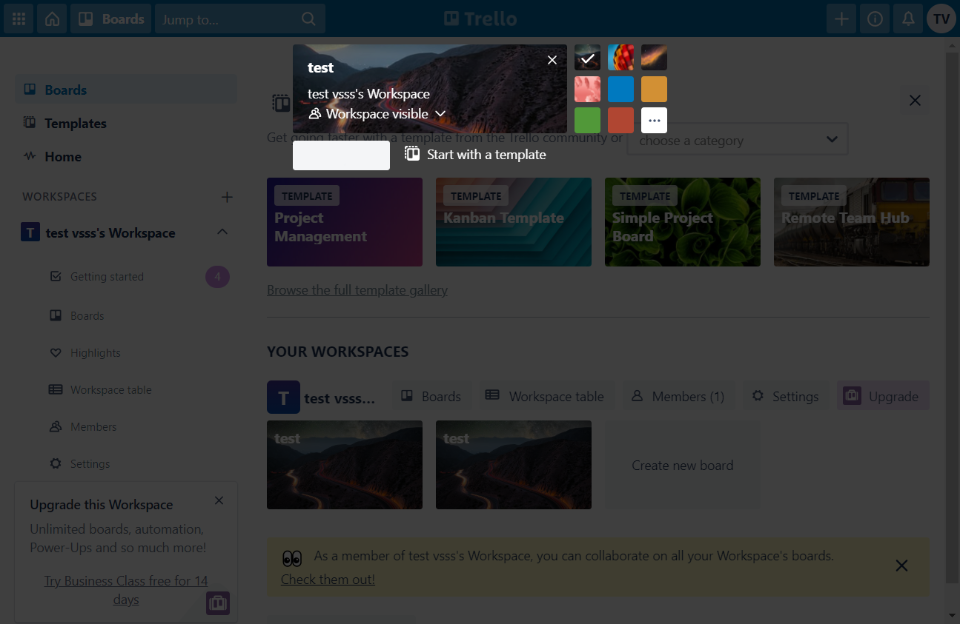 Boards
Jump to...
Trello
TV
test
test vsss's Workspace
Workspace visible
Start with a template
Boards
Templates
Home
WORKSPACES
test vsss's Workspace
T
Getting started
4
Boards
Highlights
Workspace table
Members
Settings
Upgrade this Workspace
Unlimited boards, automation,
Power-Ups and so much more!
Try Business Class free for 14
days
Get going faster with a template from the Trello community or
choose a category
TEMPLATE
Project
Management
TEMPLATE
Kanban Template
TEMPLATE
Simple Project
Board
TEMPLATE
Remote Team Hub
Browse the full template gallery
YOUR WORKSPACES
T
test vsss...
Boards
Workspace table
Members (1)
Settings
Upgrade
test
test
Create new board
As a member of test vsss's Workspace, you can collaborate on all your Workspace's boards.
Check them out!